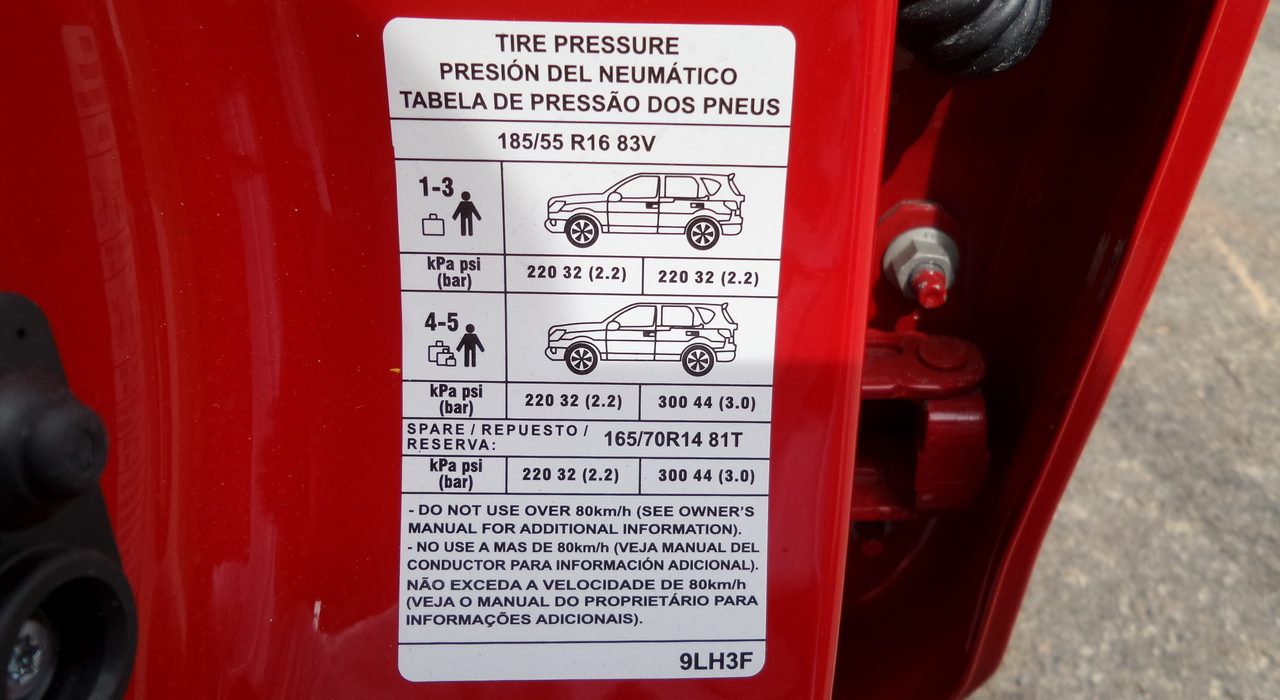 TIRE PRESSURE
PRESIÓN DEL NEUMÁTICO
TABELA DE PRESSÃO DOS PNEUS
185/55 R16 83V
1-3
kPa psi (bar) 220 32 (2.2) 220 32 (2.2)
4-5
kPa psi (bar) 220 32 (2.2) 300 44 (3.0)
SPARE / REPUESTO /
RESERVA: 165/70R14 81T
kPa psi (bar) 220 32 (2.2) 300 44 (3.0)
- DO NOT USE OVER 80km/h (SEE OWNER'S
MANUAL FOR ADDITIONAL INFORMATION).
- NO USE A MAS DE 80km/h (VEJA MANUAL DEL
CONDUCTOR PARA INFORMACIÓN ADICIONAL).
NÃO EXCEDA A VELOCIDADE DE 80km/h
(VEJA O MANUAL DO PROPRIETÁRIO PARA
INFORMAÇÕES ADICIONAIS).
9LH3F